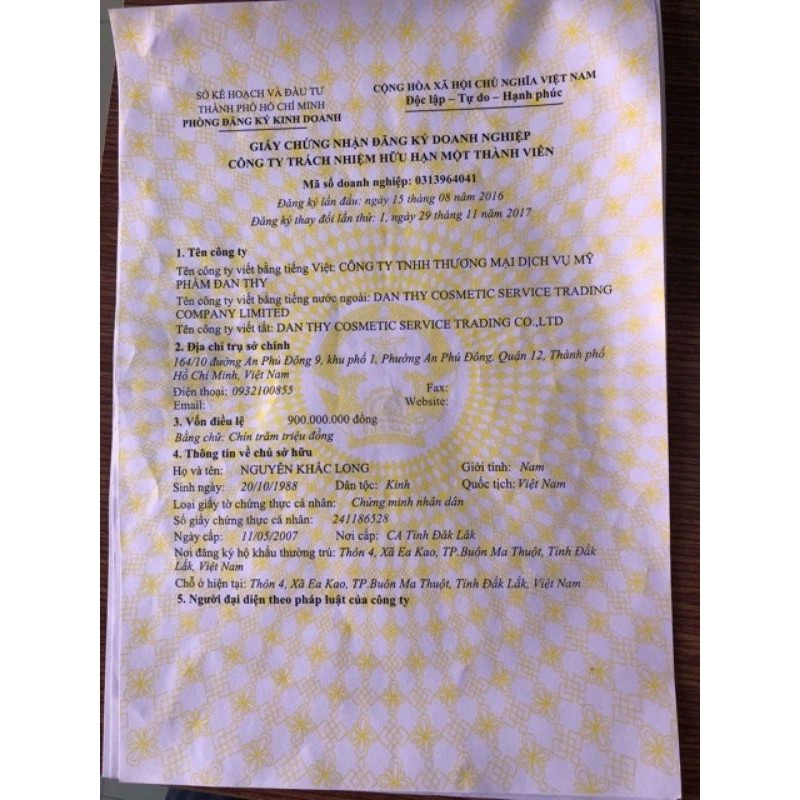 SỞ KẾ HOẠCH VÀ ĐẦU TƯ
THÀNH PHỐ HỒ CHÍ MINH
PHÒNG ĐĂNG KÝ KINH DOANH
CỘNG HÒA XÃ HỘI CHỦ NGHĨA VIỆT NAM
Độc lập – Tự do – Hạnh phúc
GIẤY CHỨNG NHẬN ĐĂNG KÝ DOANH NGHIỆP
CÔNG TY TRÁCH NHIỆM HỮU HẠN MỘT THÀNH VIÊN
Mã số doanh nghiệp: 0313964041
Đăng ký lần đầu: ngày 15 tháng 08 năm 2016
Đăng ký thay đổi lần thứ: 1, ngày 29 tháng 11 năm 2017
1. Tên công ty
Tên công ty viết bằng tiếng Việt: CÔNG TY TNHH THƯƠNG MẠI DỊCH VỤ MỸ
PHẨM ĐAN THY
Tên công ty viết bằng tiếng nước ngoài: DAN THY COSMETIC SERVICE TRADING
COMPANY LIMITED
Tên công ty viết tắt: DAN THY COSMETIC SERVICE TRADING CO.,LTD
2. Địa chỉ trụ sở chính
164/10 đường An Phú Đông 9, khu phố 1, Phường An Phú Đông, Quận 12, Thành phố
Hồ Chí Minh, Việt Nam
Điện thoại: 0932100855 Fax:
Email: Website:
3. Vốn điều lệ 900.000.000 đồng
Bằng chữ: Chín trăm triệu đồng
4. Thông tin về chủ sở hữu
Họ và tên: NGUYỄN KHẮC LONG Giới tính: Nam
Sinh ngày: 20/10/1988 Dân tộc: Kinh Quốc tịch: Việt Nam
Loại giấy tờ chứng thực cá nhân: Chứng minh nhân dân
Số giấy chứng thực cá nhân: 241186528
Ngày cấp: 11/05/2007 Nơi cấp: CA Tỉnh Đăk Lăk
Nơi đăng ký hộ khẩu thường trú: Thôn 4, Xã Ea Kao, TP.Buôn Ma Thuột, Tỉnh Đắk
Lắk, Việt Nam
Chỗ ở hiện tại: Thôn 4, Xã Ea Kao, TP.Buôn Ma Thuột, Tỉnh Đắk Lắk, Việt Nam
5. Người đại diện theo pháp luật của công ty